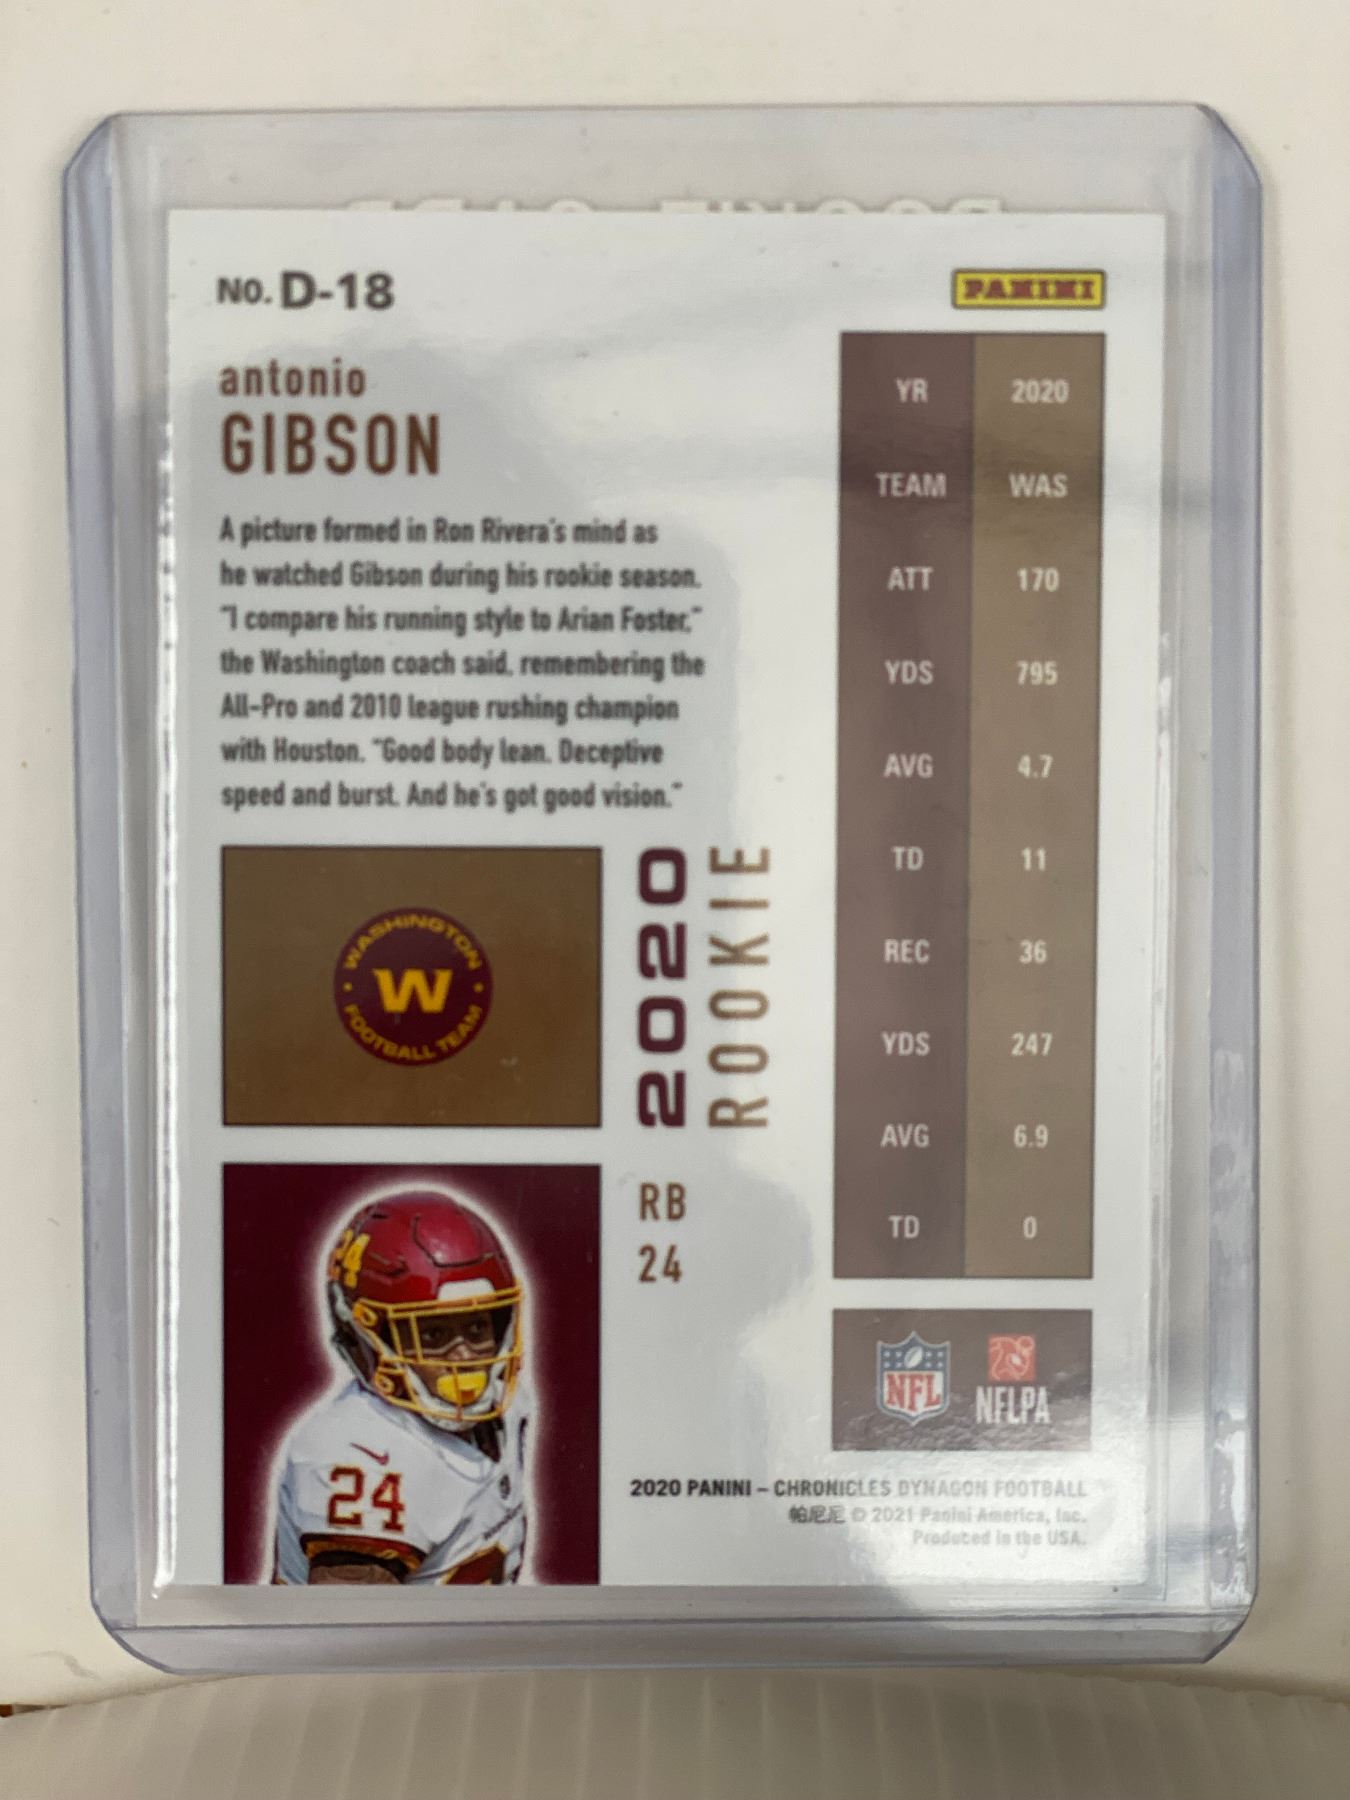 No. D-18
PANINI
antonio
GIBSON
A picture formed in Ron Rivera's mind as
he watched Gibson during his rookie season.
"I compare his running style to Arian Foster,"
the Washington coach said, remembering the
All-Pro and 2010 league rushing champion
with Houston. "Good body lean. Deceptive
speed and burst. And he's got good vision."
YR 2020
TEAM WAS
ATT 170
YDS 795
AVG 4.7
TD 11
REC 36
YDS 247
AVG 6.9
TD 0
WASHINGTON
W
FOOTBALL TEAM
2020
ROOKIE
RB
24
24
24
NFL
NFLPA
2020 PANINI – CHRONICLES DYNAGON FOOTBALL
帕尼尼 © 2021 Panini America, Inc.
Produced in the USA.